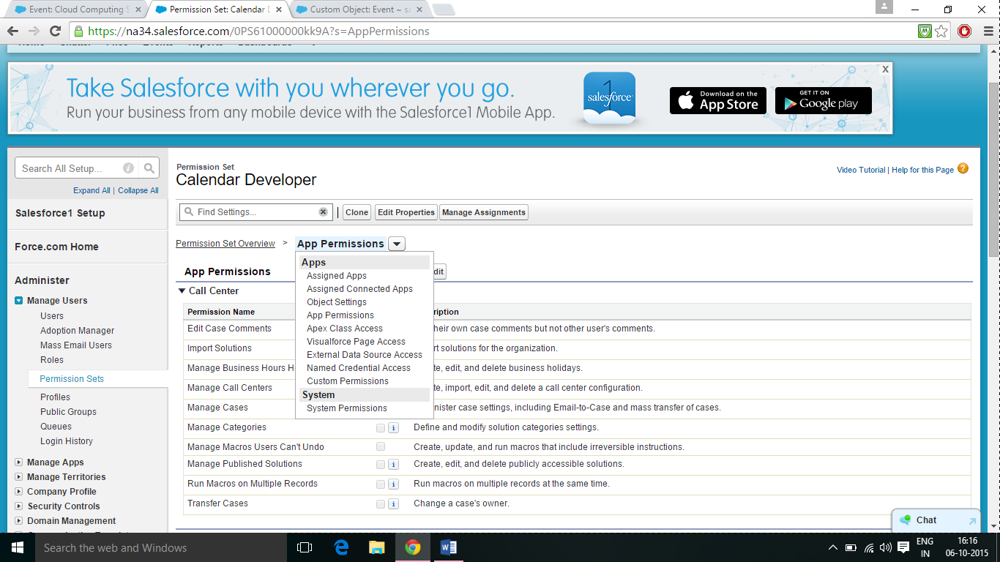 Event: Cloud Computing S
Permission Set: Calendar D
Custom Object: Event ~ sa
https://na34.salesforce.com/0PS61000000kk9A?s=AppPermissions
Take Salesforce with you wherever you go.
Run your business from any mobile device with the Salesforce1 Mobile App.
1
salesforce
Download on the
App Store
GET IT ON
Google play
X
Search All Setup...
Expand All | Collapse All
Salesforce1 Setup
Force.com Home
Administer
Manage Users
Users
Adoption Manager
Mass Email Users
Roles
Permission Sets
Profiles
Public Groups
Queues
Login History
Manage Apps
Manage Territories
Company Profile
Security Controls
Domain Management
Permission Set
Calendar Developer
Video Tutorial | Help for this Page
Find Settings...
Clone
Edit Properties
Manage Assignments
Permission Set Overview > App Permissions
Apps
Assigned Apps
Assigned Connected Apps
Object Settings
App Permissions
Apex Class Access
Visualforce Page Access
External Data Source Access
Named Credential Access
Custom Permissions
System
System Permissions
App Permissions dit
Call Center
Permission Name ription
Edit Case Comments heir own case comments but not other user's comments.
Import Solutions rt solutions for the organization.
Manage Business Hours H te, edit, and delete business holidays.
Manage Call Centers te, import, edit, and delete a call center configuration.
Manage Cases nister case settings, including Email-to-Case and mass transfer of cases.
Manage Categories i Define and modify solution categories settings.
Manage Macros Users Can't Undo Create, update, and run macros that include irreversible instructions.
Manage Published Solutions i Create, edit, and delete publicly accessible solutions.
Run Macros on Multiple Records i Run macros on multiple records at the same time.
Transfer Cases i Change a case's owner.
Chat
Search the web and Windows
ENG
IN
16:16
06-10-2015